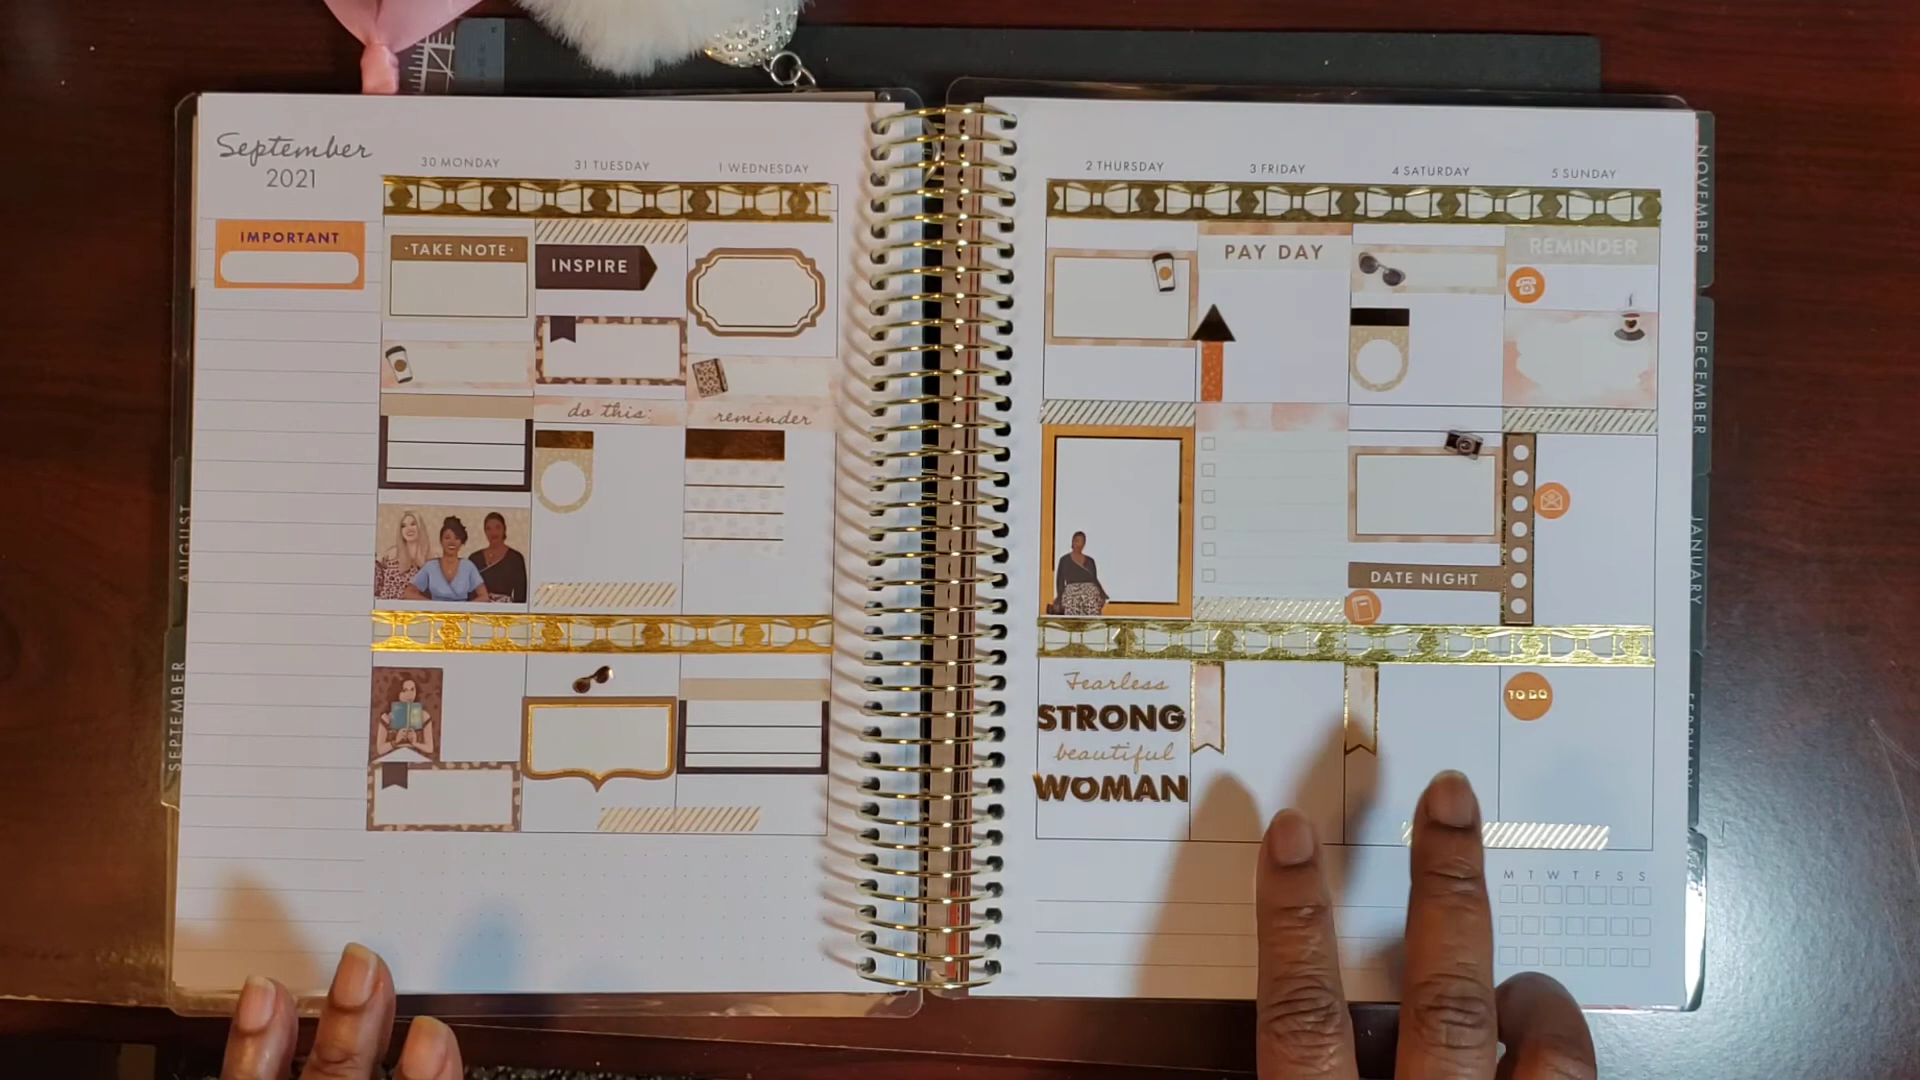 September
2021
30 MONDAY
31 TUESDAY
1 WEDNESDAY
IMPORTANT
·TAKE NOTE·
INSPIRE
do this:
reminder
AUGUST
SEPTEMBER
2 THURSDAY
3 FRIDAY
4 SATURDAY
5 SUNDAY
PAY DAY
REMINDER
DATE NIGHT
Fearless
STRONG
beautiful
WOMAN
TO DO
M T W T F S S
NOVEMBER
DECEMBER
JANUARY
FEBRUARY